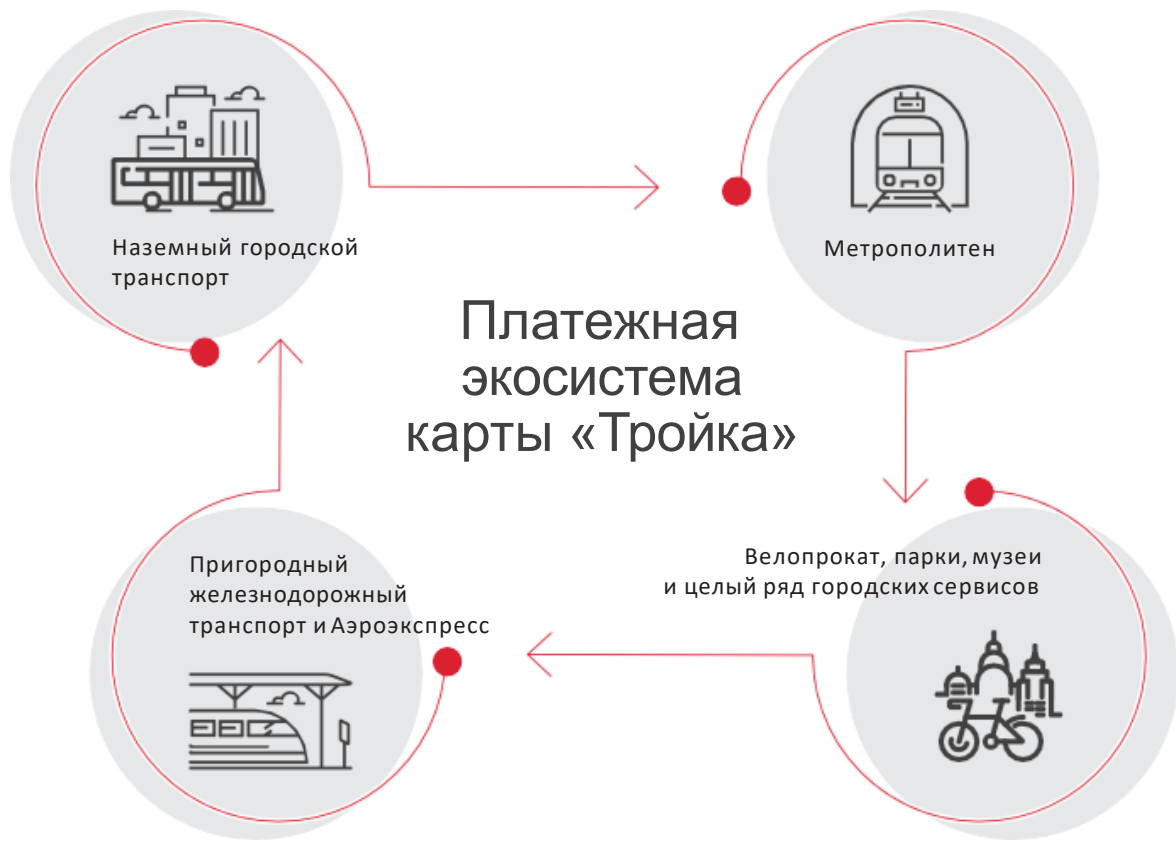 Наземный городской
транспорт
Метрополитен
Платежная
экосистема
карты «Тройка»
Пригородный
железнодорожный
транспорт и Аэроэкспресс
Велопрокат, парки, музеи
и целый ряд городских сервисов